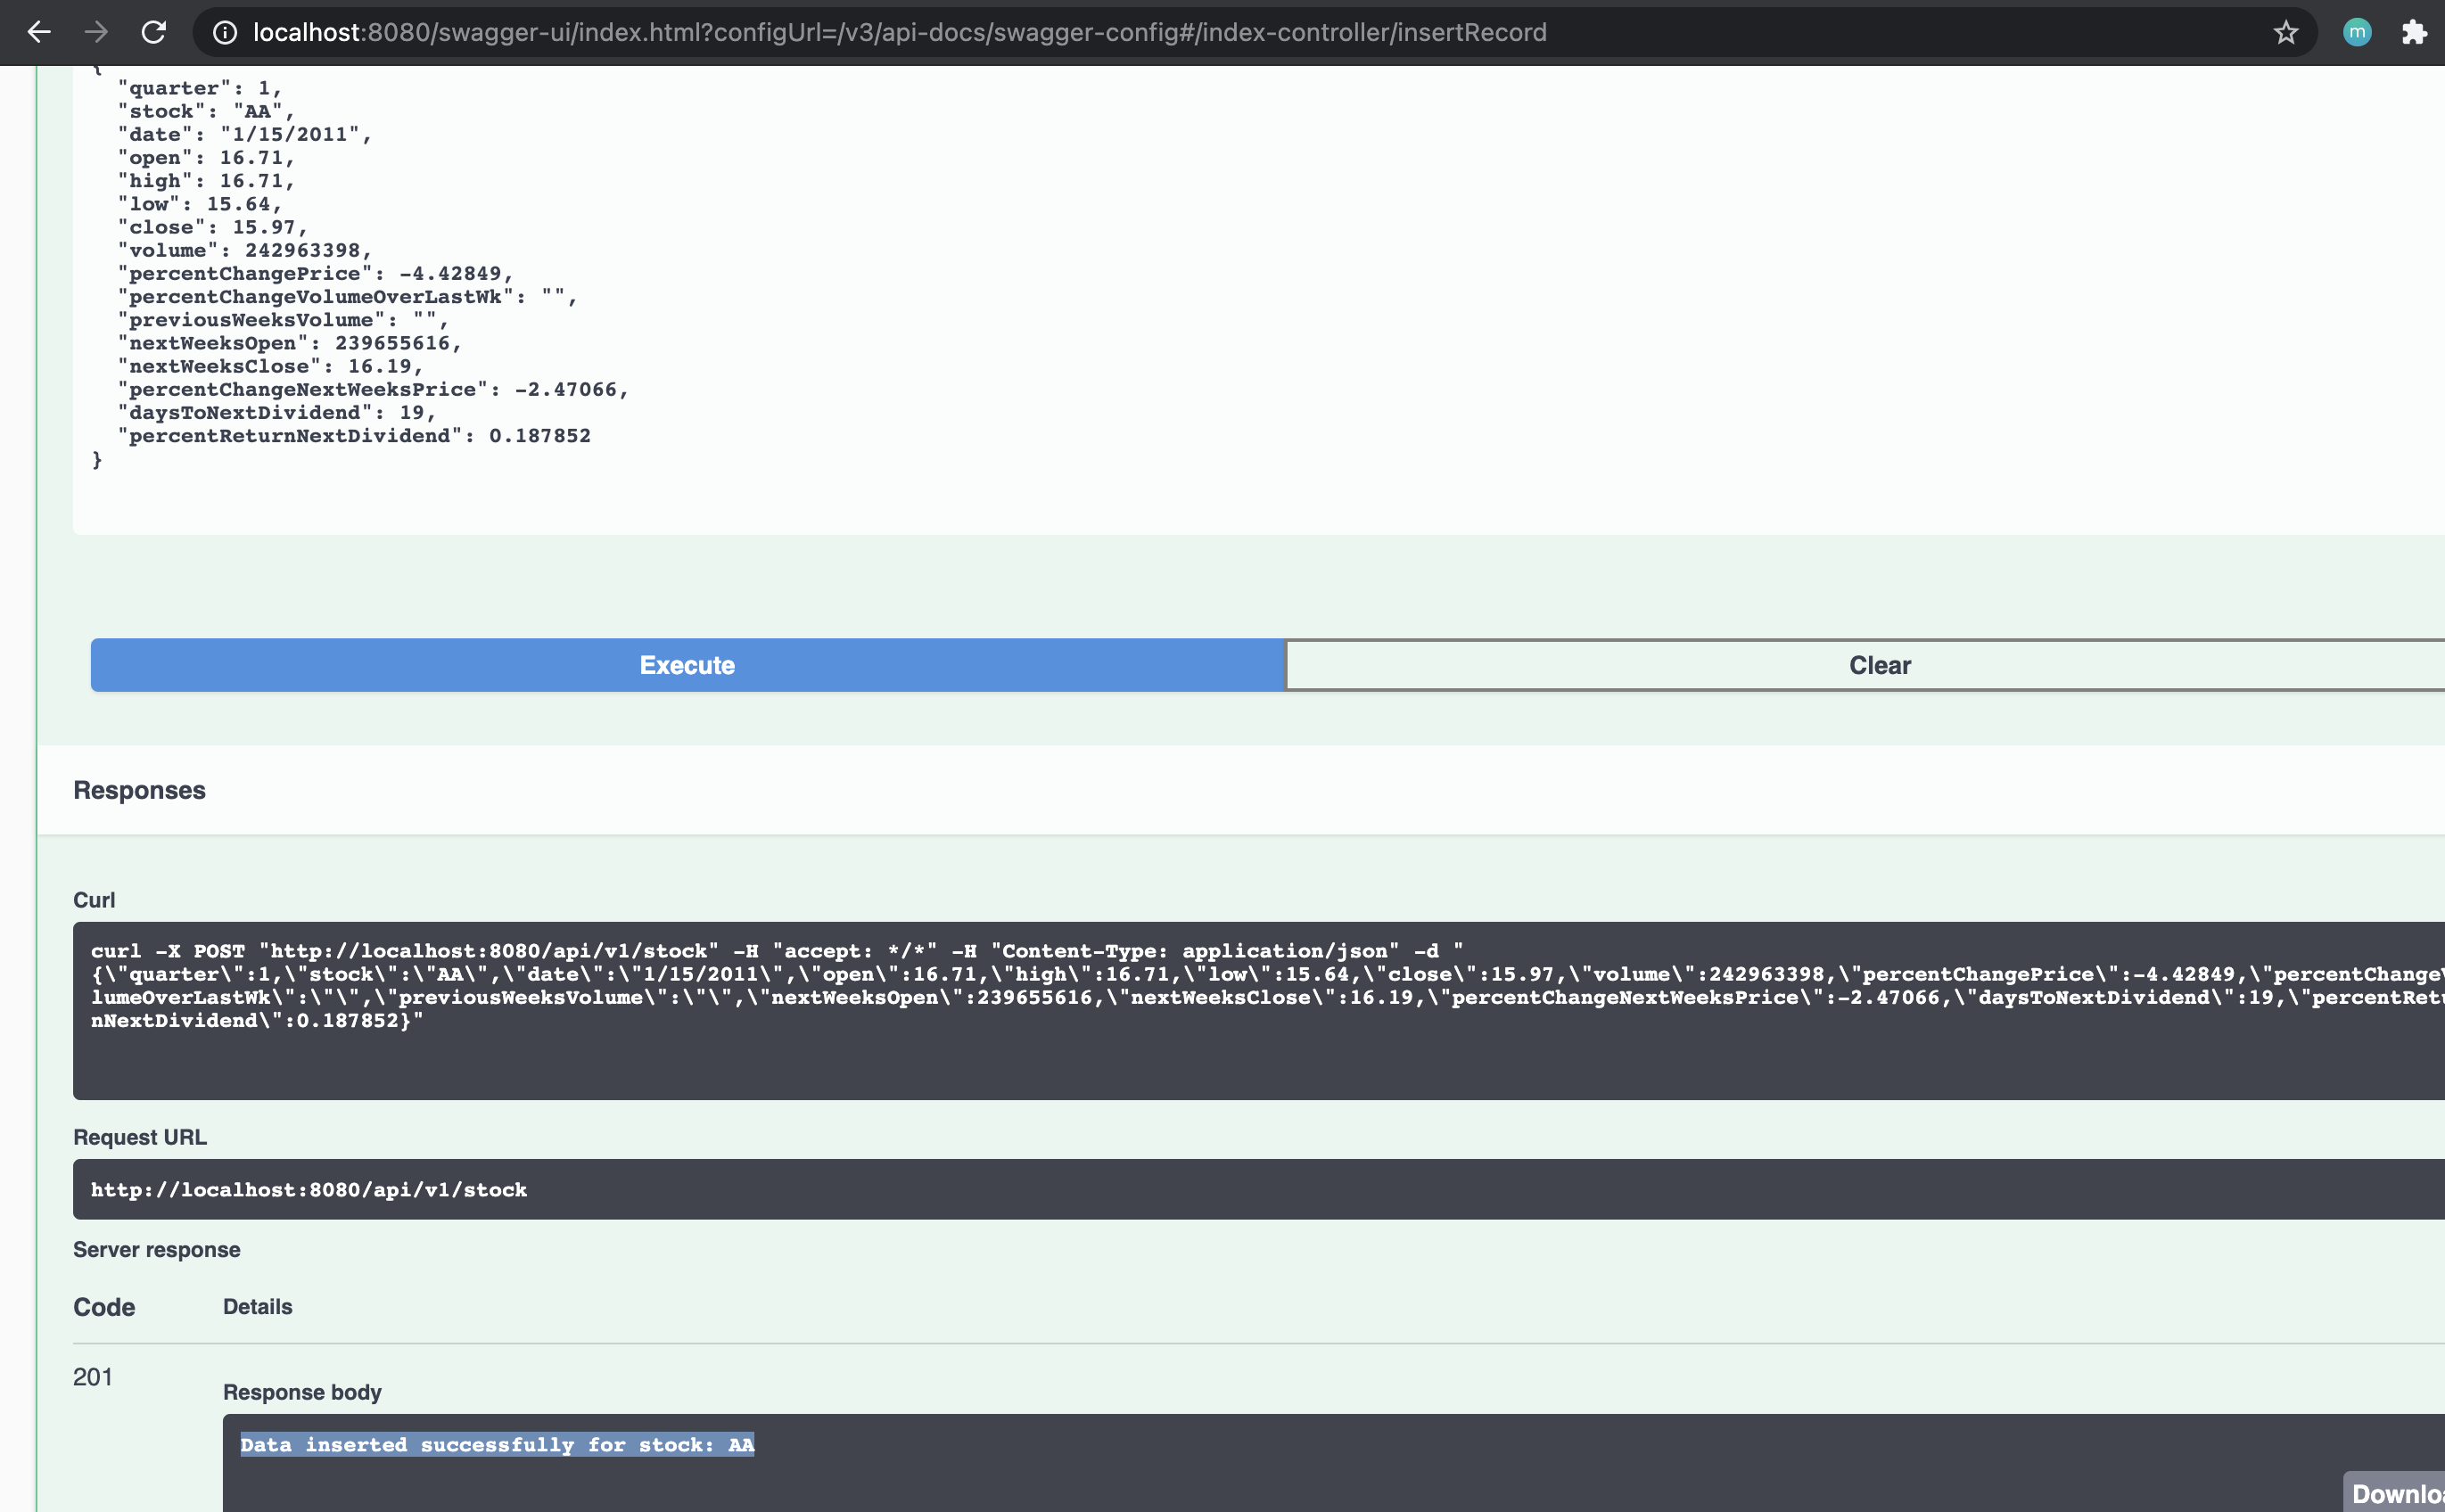 localhost:8080/swagger-ui/index.html?configUrl=/v3/api-docs/swagger-config#/index-controller/insertRecord
m
{
"quarter": 1,
"stock": "AA",
"date": "1/15/2011",
"open": 16.71,
"high": 16.71,
"low": 15.64,
"close": 15.97,
"volume": 242963398,
"percentChangePrice": -4.42849,
"percentChangeVolumeOverLastWk": "",
"previousWeeksVolume": "",
"nextWeeksOpen": 239655616,
"nextWeeksClose": 16.19,
"percentChangeNextWeeksPrice": -2.47066,
"daysToNextDividend": 19,
"percentReturnNextDividend": 0.187852
}
Execute
Clear
Responses
Curl
curl -X POST "http://localhost:8080/api/v1/stock" -H "accept: */*" -H "Content-Type: application/json" -d "
{\"quarter\":1,\"stock\":\"AA\",\"date\":\"1/15/2011\",\"open\":16.71,\"high\":16.71,\"low\":15.64,\"close\":15.97,\"volume\":242963398,\"percentChangePrice\":-4.42849,\"percentChange
lumeOverLastWk\":\"\",\"previousWeeksVolume\":\"\",\"nextWeeksOpen\":239655616,\"nextWeeksClose\":16.19,\"percentChangeNextWeeksPrice\":-2.47066,\"daysToNextDividend\":19,\"percentRet
nNextDividend\":0.187852}"
Request URL
http://localhost:8080/api/v1/stock
Server response
Code
Details
201
Response body
Data inserted successfully for stock: AA
Downlo